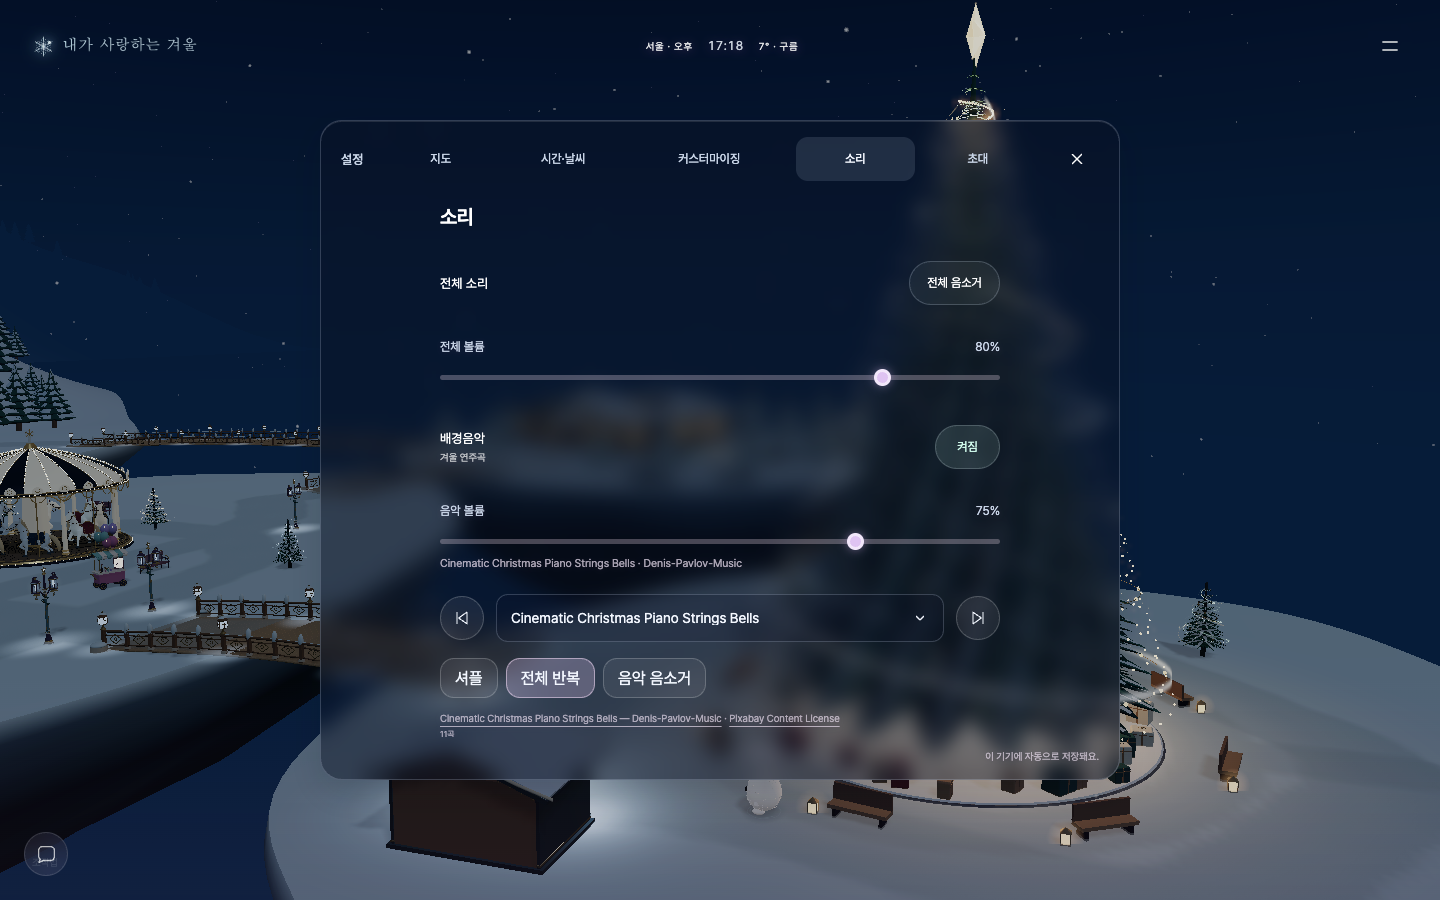 내가 사랑하는 겨울
서울 · 오후 17:18 7° · 구름
설정 지도 시간·날씨 커스터마이징 소리 초대
소리
전체 소리 전체 음소거
전체 볼륨 80%
배경음악 켜짐
겨울 연주곡
음악 볼륨 75%
Cinematic Christmas Piano Strings Bells · Denis-Pavlov-Music
Cinematic Christmas Piano Strings Bells
셔플 전체 반복 음악 음소거
Cinematic Christmas Piano Strings Bells — Denis-Pavlov-Music · Pixabay Content License
11곡
이 기기에 자동으로 저장돼요.